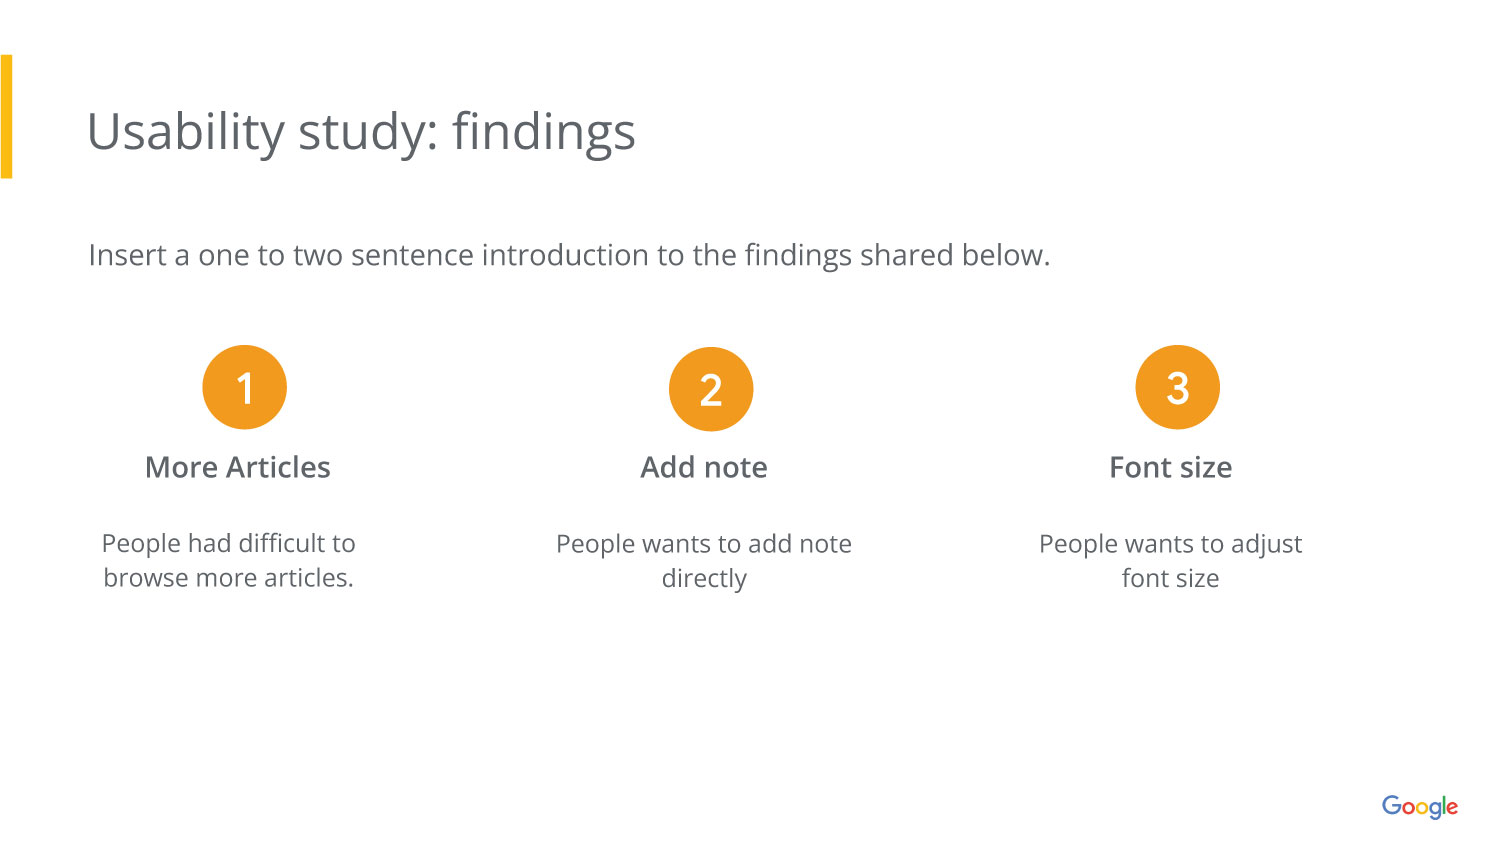 Usability study: findings
Insert a one to two sentence introduction to the findings shared below.
1
More Articles
People had difficult to
browse more articles.
2
Add note
People wants to add note
directly
3
Font size
People wants to adjust
font size
Google